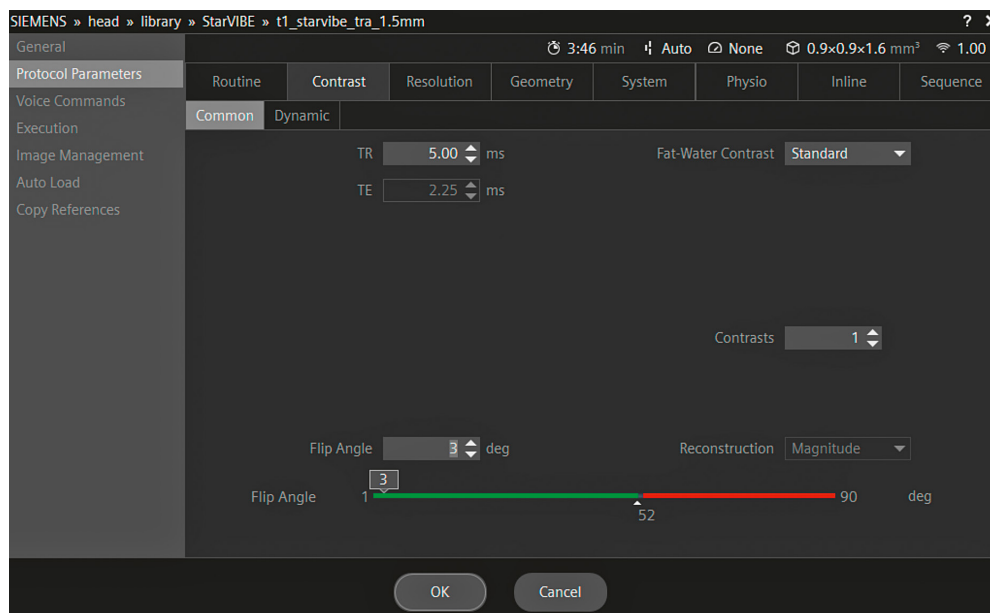 SIEMENS » head » library » StarVIBE » t1_starvibe_tra_1.5mm ?
General
3:46 min Auto None 0.9×0.9×1.6 mm³ 1.00
Protocol Parameters
Routine Contrast Resolution Geometry System Physio Inline Sequence
Voice Commands
Common Dynamic
Execution
Image Management
TR 5.00 ms Fat-Water Contrast Standard
Auto Load
TE 2.25 ms
Copy References
Contrasts 1
Flip Angle 3 deg Reconstruction Magnitude
3
Flip Angle 1 90 deg
52
OK Cancel